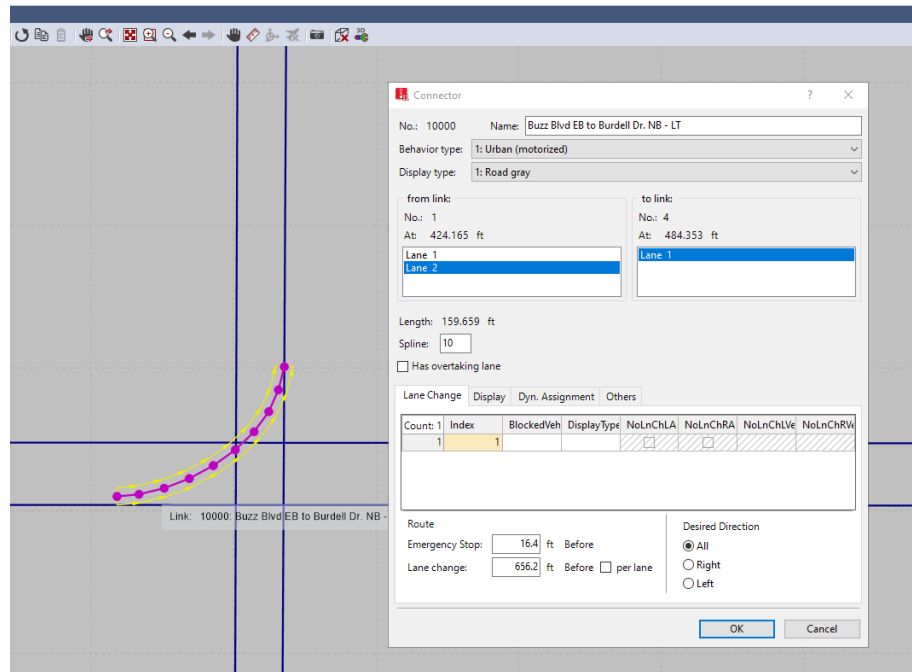 3D
Connector
? ×
No.: 10000 Name: Buzz Blvd EB to Burdell Dr. NB - LT
Behavior type: 1: Urban (motorized)
Display type: 1: Road gray
from link:
No.: 1
At: 424.165 ft
Lane 1
Lane 2
to link:
No.: 4
At: 484.353 ft
Lane 1
Length: 159.659 ft
Spline: 10
Has overtaking lane
Lane Change Display Dyn. Assignment Others
Count: 1 Index BlockedVeh DisplayType NoLnChLA NoLnChRA NoLnChLVe NoLnChRVe
1 1
Route
Emergency Stop: 16.4 ft Before
Lane change: 656.2 ft Before per lane
Desired Direction
All
Right
Left
OK Cancel
Link: 10000: Buzz Blvd EB to Burdell Dr. NB -